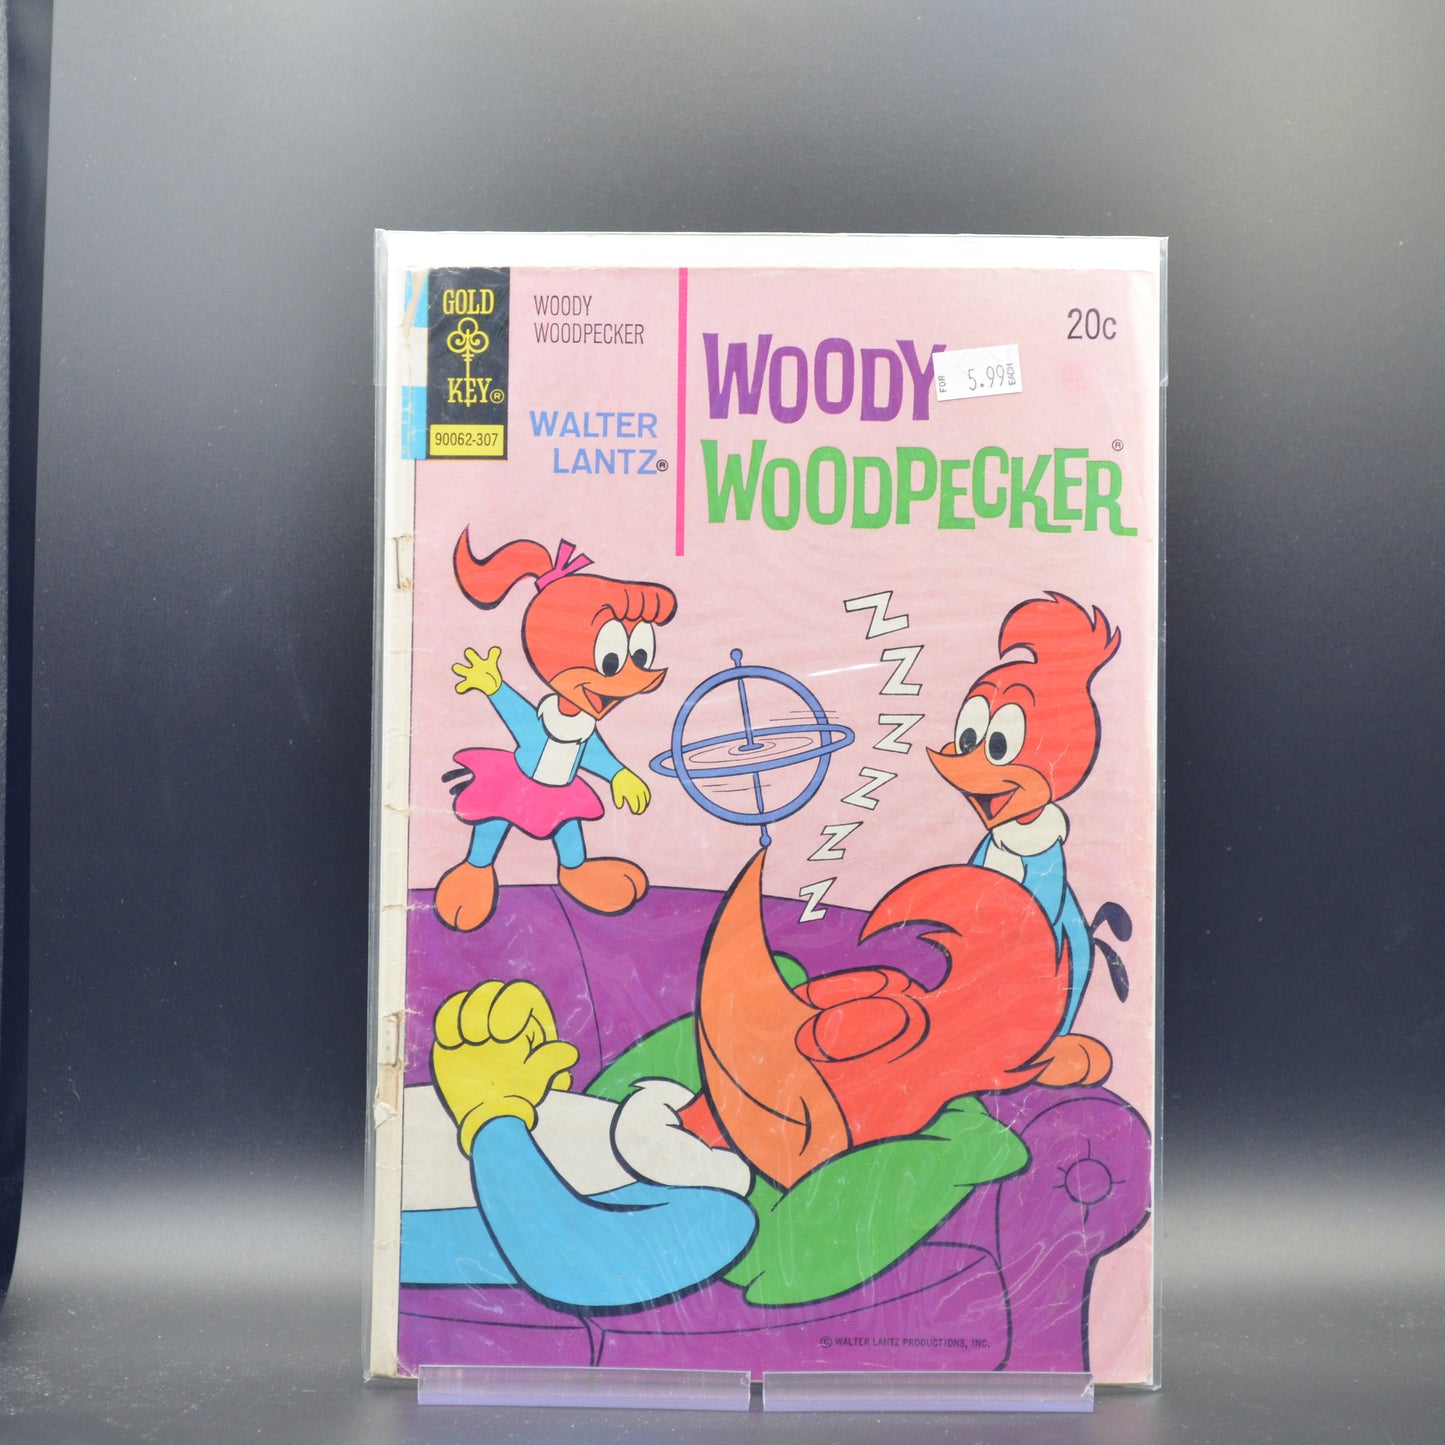 GOLD
KEY®
90062-307
WOODY
WOODPECKER
WALTER
LANTZ®
20c
WOODY
WOODPECKER®
FOR 5.99 EACH
Z
Z
Z
Z
Z
Z
© WALTER LANTZ PRODUCTIONS, INC.